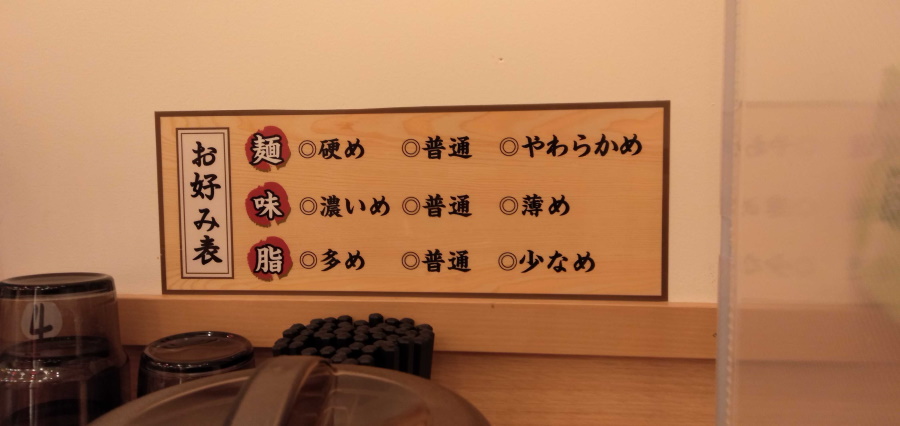 お好み表
麺 ◎硬め ◎普通 ◎やわらかめ
味 ◎濃いめ ◎普通 ◎薄め
脂 ◎多め ◎普通 ◎少なめ
4